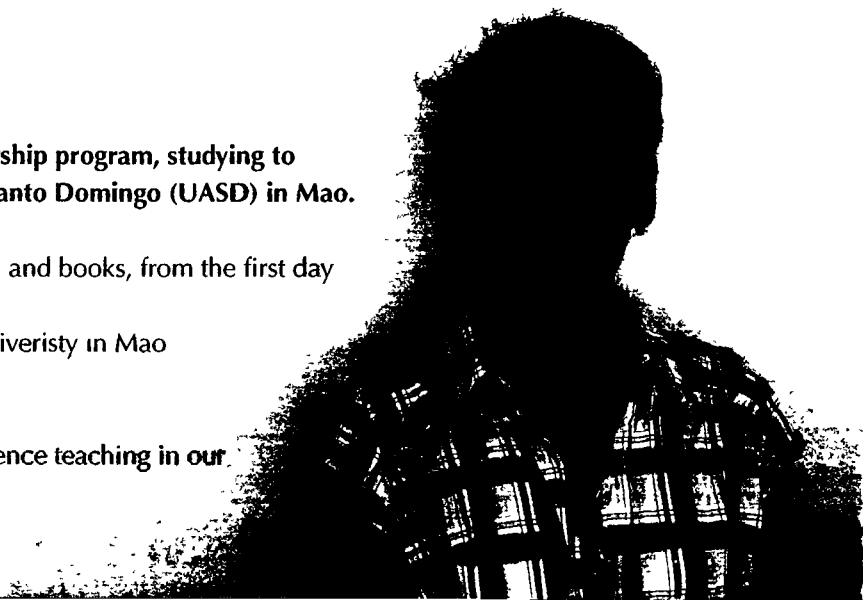 ship program, studying to
anto Domingo (UASD) in Mao.
and books, from the first day
iveristy in Mao
ence teaching in our